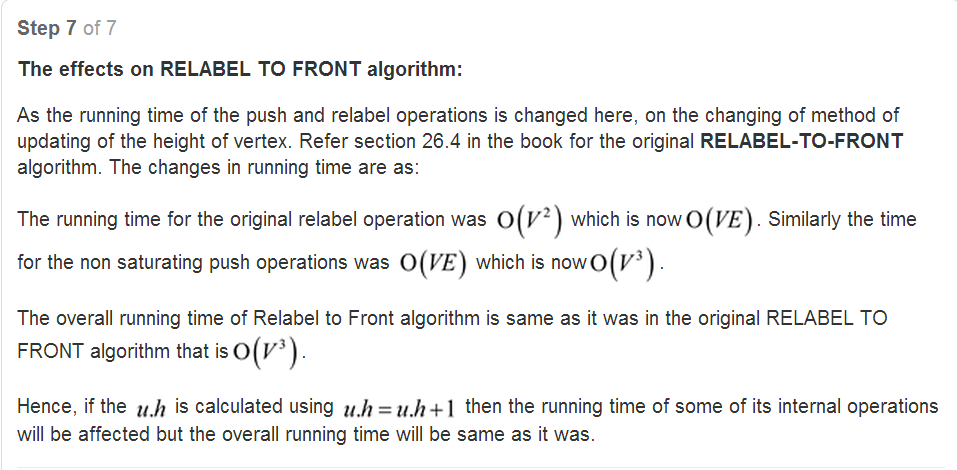 Step 7 of 7
The effects on RELABEL TO FRONT algorithm:
As the running time of the push and relabel operations is changed here, on the changing of method of
updating of the height of vertex. Refer section 26.4 in the book for the original RELABEL-TO-FRONT
algorithm. The changes in running time are as:
The running time for the original relabel operation was O(V²) which is now O(VE). Similarly the time
for the non saturating push operations was O(VE) which is now O(V³).
The overall running time of Relabel to Front algorithm is same as it was in the original RELABEL TO
FRONT algorithm that is O(V³).
Hence, if the u.h is calculated using u.h = u.h+1 then the running time of some of its internal operations
will be affected but the overall running time will be same as it was.